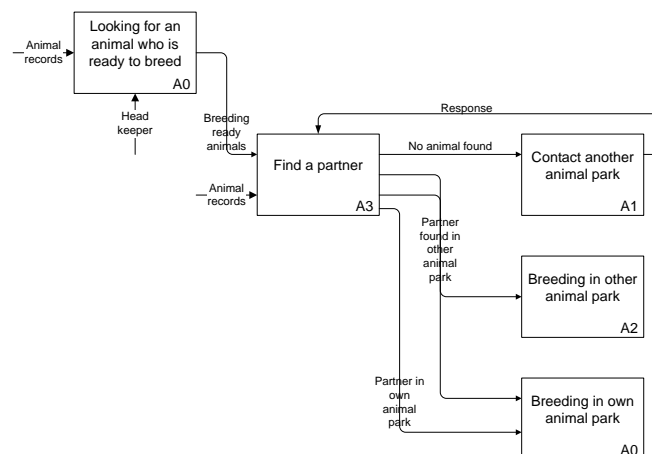 Looking for an
animal who is
ready to breed
A0
Animal
records
Head
keeper
Breeding
ready
animals
Response
Find a partner
A3
Animal
records
No animal found
Contact another
animal park
A1
Partner
found in
other
animal
park
Breeding in other
animal park
A2
Partner in
own
animal
park
Breeding in own
animal park
A0